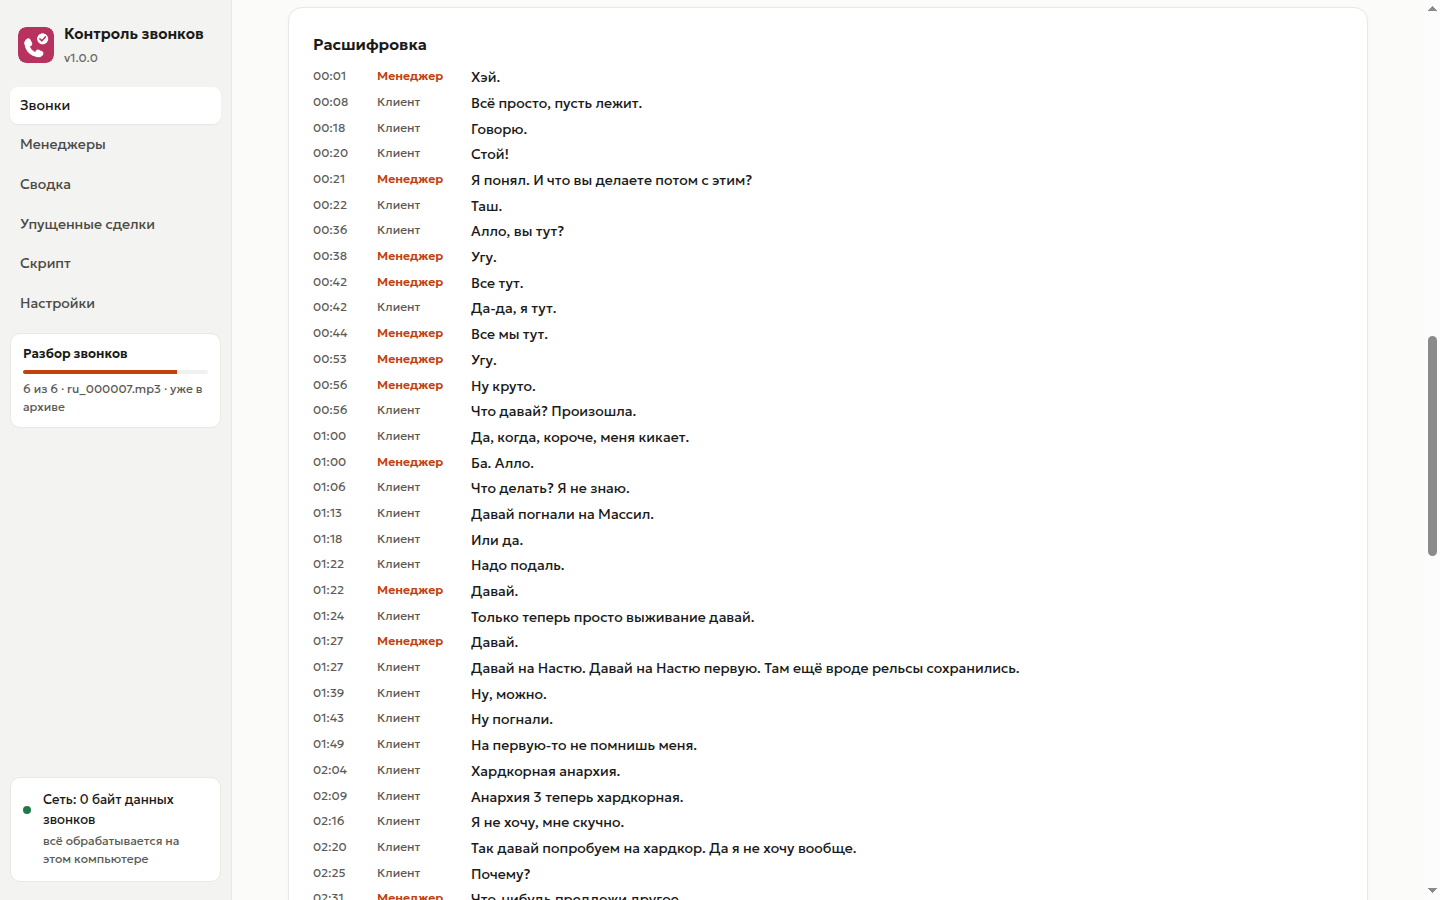 Контроль звонков
v1.0.0
Звонки
Менеджеры
Сводка
Упущенные сделки
Скрипт
Настройки
Разбор звонков
6 из 6 · ru_000007.mp3 · уже в
архиве
Сеть: 0 байт данных
звонков
всё обрабатывается на
этом компьютере
Расшифровка
00:01 Менеджер Хэй.
00:08 Клиент Всё просто, пусть лежит.
00:18 Клиент Говорю.
00:20 Клиент Стой!
00:21 Менеджер Я понял. И что вы делаете потом с этим?
00:22 Клиент Таш.
00:36 Клиент Алло, вы тут?
00:38 Менеджер Угу.
00:42 Менеджер Все тут.
00:42 Клиент Да-да, я тут.
00:44 Менеджер Все мы тут.
00:53 Менеджер Угу.
00:56 Менеджер Ну круто.
00:56 Клиент Что давай? Произошла.
01:00 Клиент Да, когда, короче, меня кикает.
01:00 Менеджер Ба. Алло.
01:06 Клиент Что делать? Я не знаю.
01:13 Клиент Давай погнали на Массил.
01:18 Клиент Или да.
01:22 Клиент Надо подаль.
01:22 Менеджер Давай.
01:24 Клиент Только теперь просто выживание давай.
01:27 Менеджер Давай.
01:27 Клиент Давай на Настю. Давай на Настю первую. Там ещё вроде рельсы сохранились.
01:39 Клиент Ну, можно.
01:43 Клиент Ну погнали.
01:49 Клиент На первую-то не помнишь меня.
02:04 Клиент Хардкорная анархия.
02:09 Клиент Анархия 3 теперь хардкорная.
02:16 Клиент Я не хочу, мне скучно.
02:20 Клиент Так давай попробуем на хардкор. Да я не хочу вообще.
02:25 Клиент Почему?
02:31 Менеджер Что-нибудь предложи другое.